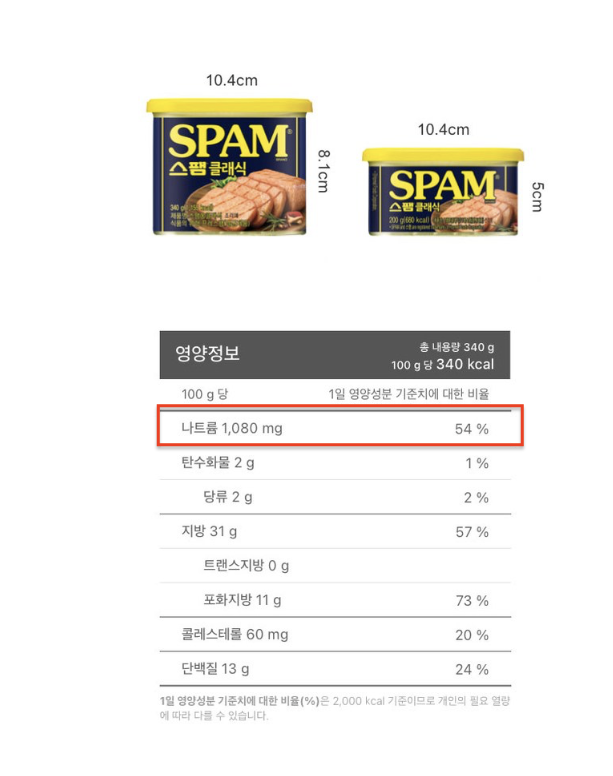 10.4cm
SPAM
스팸 클래식
8.1cm
10.4cm
SPAM
스팸 클래식
200 g(680 kcal)
5cm
영양정보
총 내용량 340 g
100 g 당 340 kcal
100 g 당 1일 영양성분 기준치에 대한 비율
나트륨 1,080 mg 54 %
탄수화물 2 g 1 %
당류 2 g 2 %
지방 31 g 57 %
트랜스지방 0 g
포화지방 11 g 73 %
콜레스테롤 60 mg 20 %
단백질 13 g 24 %
1일 영양성분 기준치에 대한 비율(%)은 2,000 kcal 기준이므로 개인의 필요 열량
에 따라 다를 수 있습니다.